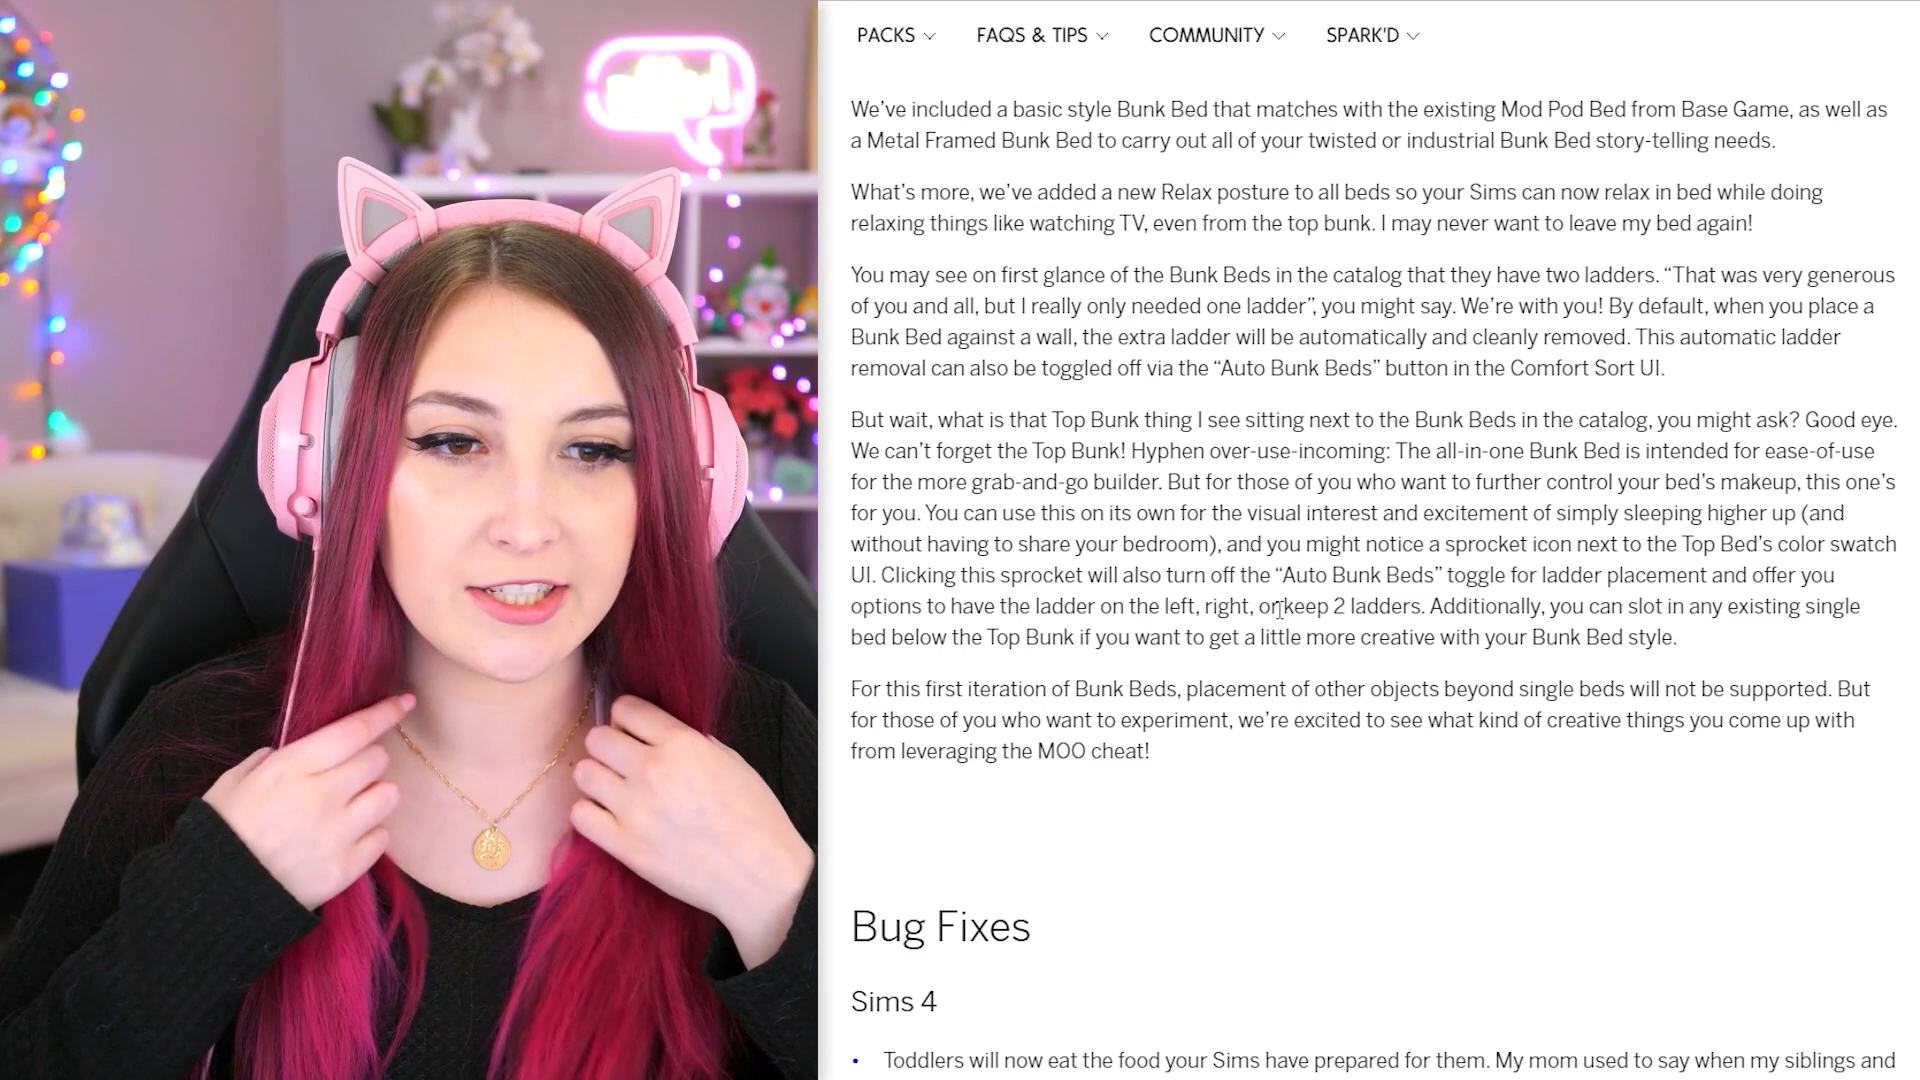 PACKS FAQS & TIPS COMMUNITY SPARK'D
We’ve included a basic style Bunk Bed that matches with the existing Mod Pod Bed from Base Game, as well as
a Metal Framed Bunk Bed to carry out all of your twisted or industrial Bunk Bed story-telling needs.
What’s more, we’ve added a new Relax posture to all beds so your Sims can now relax in bed while doing
relaxing things like watching TV, even from the top bunk. I may never want to leave my bed again!
You may see on first glance of the Bunk Beds in the catalog that they have two ladders. “That was very generous
of you and all, but I really only needed one ladder”, you might say. We’re with you! By default, when you place a
Bunk Bed against a wall, the extra ladder will be automatically and cleanly removed. This automatic ladder
removal can also be toggled off via the “Auto Bunk Beds” button in the Comfort Sort UI.
But wait, what is that Top Bunk thing I see sitting next to the Bunk Beds in the catalog, you might ask? Good eye.
We can’t forget the Top Bunk! Hyphen over-use-incoming: The all-in-one Bunk Bed is intended for ease-of-use
for the more grab-and-go builder. But for those of you who want to further control your bed’s makeup, this one’s
for you. You can use this on its own for the visual interest and excitement of simply sleeping higher up (and
without having to share your bedroom), and you might notice a sprocket icon next to the Top Bed’s color swatch
UI. Clicking this sprocket will also turn off the “Auto Bunk Beds” toggle for ladder placement and offer you
options to have the ladder on the left, right, or keep 2 ladders. Additionally, you can slot in any existing single
bed below the Top Bunk if you want to get a little more creative with your Bunk Bed style.
For this first iteration of Bunk Beds, placement of other objects beyond single beds will not be supported. But
for those of you who want to experiment, we’re excited to see what kind of creative things you come up with
from leveraging the MOO cheat!
Bug Fixes
Sims 4
• Toddlers will now eat the food your Sims have prepared for them. My mom used to say when my siblings and